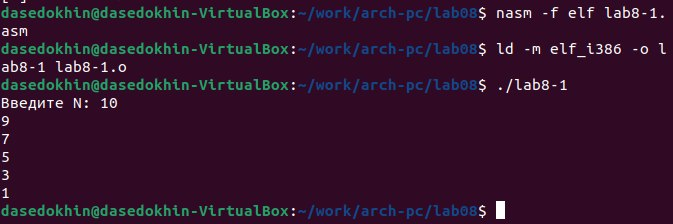 dasedokhin@dasedokhin-VirtualBox:~/work/arch-pc/lab08$ nasm -f elf lab8-1.
asm
dasedokhin@dasedokhin-VirtualBox:~/work/arch-pc/lab08$ ld -m elf_i386 -o l
ab8-1 lab8-1.o
dasedokhin@dasedokhin-VirtualBox:~/work/arch-pc/lab08$ ./lab8-1
Введите N: 10
9
7
5
3
1
dasedokhin@dasedokhin-VirtualBox:~/work/arch-pc/lab08$